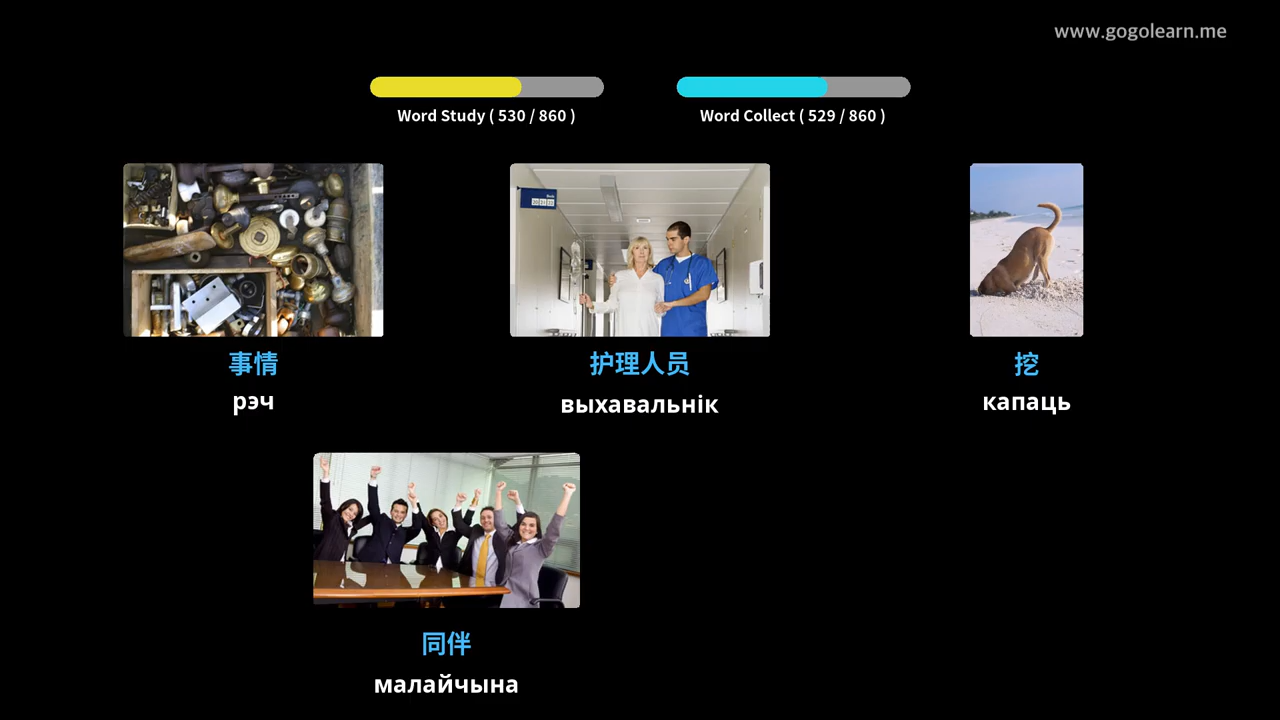 www.gogolearn.me
Word Study ( 530 / 860 )
Word Collect ( 529 / 860 )
事情
рэч
护理人员
выхавальнік
挖
капаць
同伴
малайчына